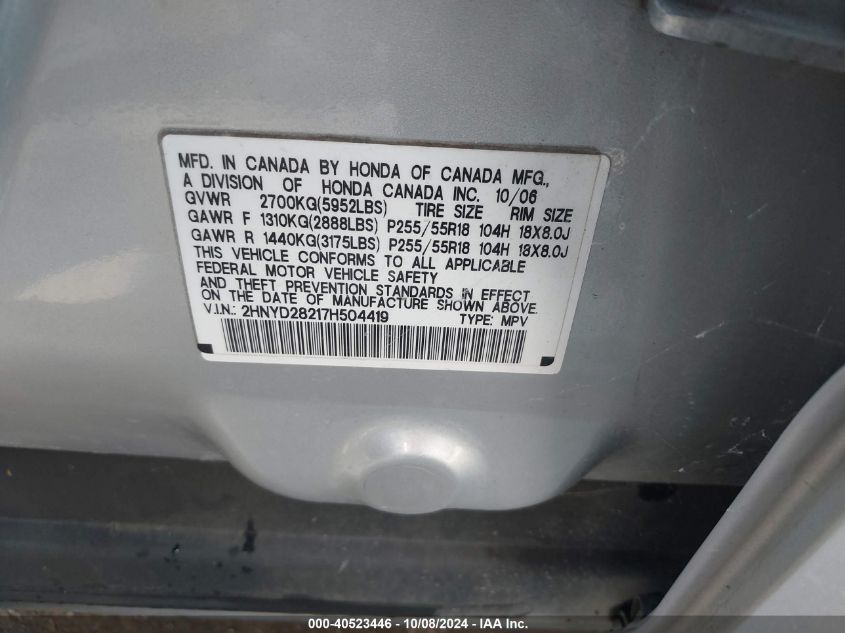 MFD. IN CANADA BY HONDA OF CANADA MFG.,
A DIVISION OF HONDA CANADA INC. 10/06
GVWR 2700KG(5952LBS) TIRE SIZE RIM SIZE
GAWR F 1310KG(2888LBS) P255/55R18 104H 18X8.0J
GAWR R 1440KG(3175LBS) P255/55R18 104H 18X8.0J
THIS VEHICLE CONFORMS TO ALL APPLICABLE
FEDERAL MOTOR VEHICLE SAFETY
AND THEFT PREVENTION STANDARDS IN EFFECT
ON THE DATE OF MANUFACTURE SHOWN ABOVE.
V.I.N.: 2HNYD28217H504419 TYPE: MPV
000-40523446 - 10/08/2024 - IAA Inc.